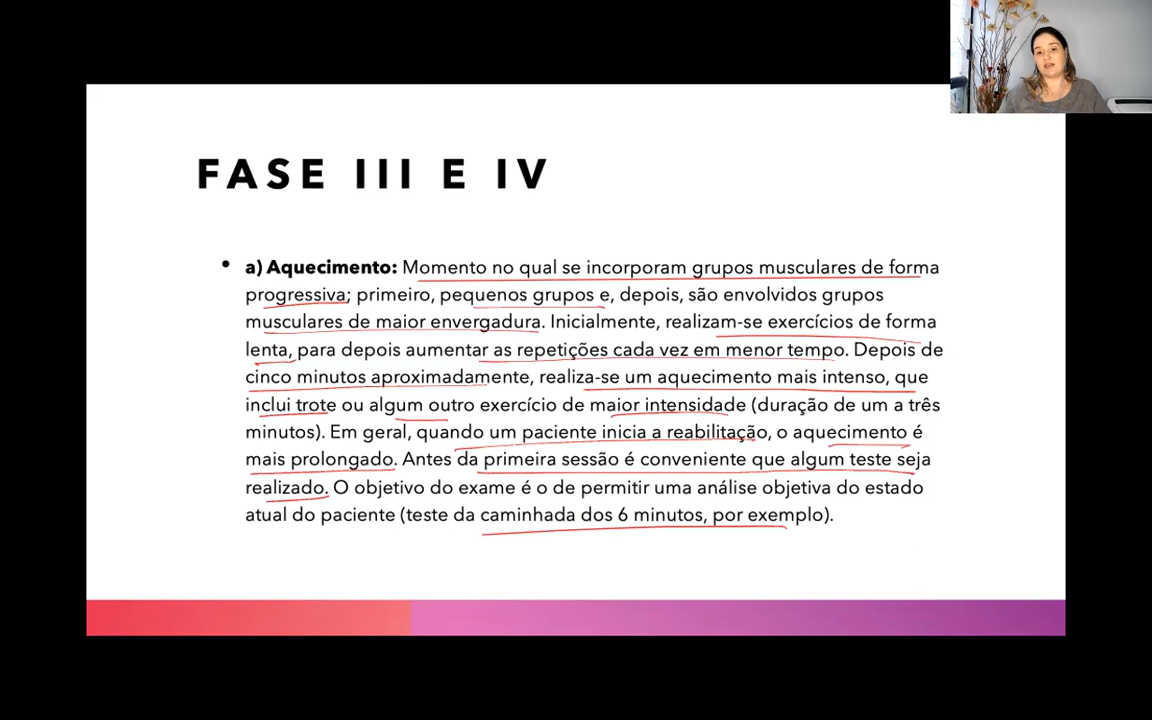 FASE III E IV
• a) Aquecimento: Momento no qual se incorporam grupos musculares de forma
progressiva; primeiro, pequenos grupos e, depois, são envolvidos grupos
musculares de maior envergadura. Inicialmente, realizam-se exercícios de forma
lenta, para depois aumentar as repetições cada vez em menor tempo. Depois de
cinco minutos aproximadamente, realiza-se um aquecimento mais intenso, que
inclui trote ou algum outro exercício de maior intensidade (duração de um a três
minutos). Em geral, quando um paciente inicia a reabilitação, o aquecimento é
mais prolongado. Antes da primeira sessão é conveniente que algum teste seja
realizado. O objetivo do exame é o de permitir uma análise objetiva do estado
atual do paciente (teste da caminhada dos 6 minutos, por exemplo).